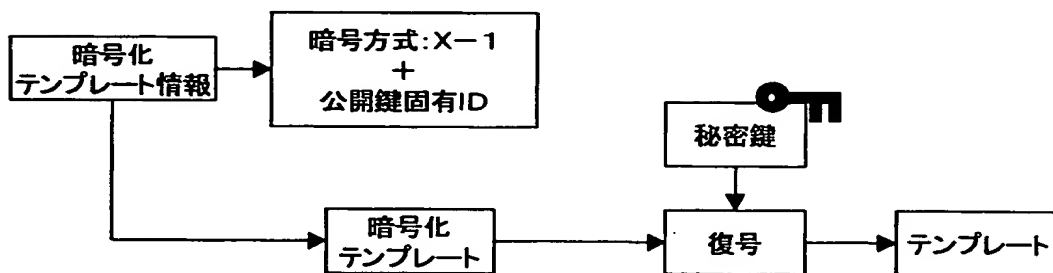 暗号化
テンプレート情報
暗号方式:X-1
+
公開鍵固有ID
秘密鍵
暗号化
テンプレート
復号
テンプレート